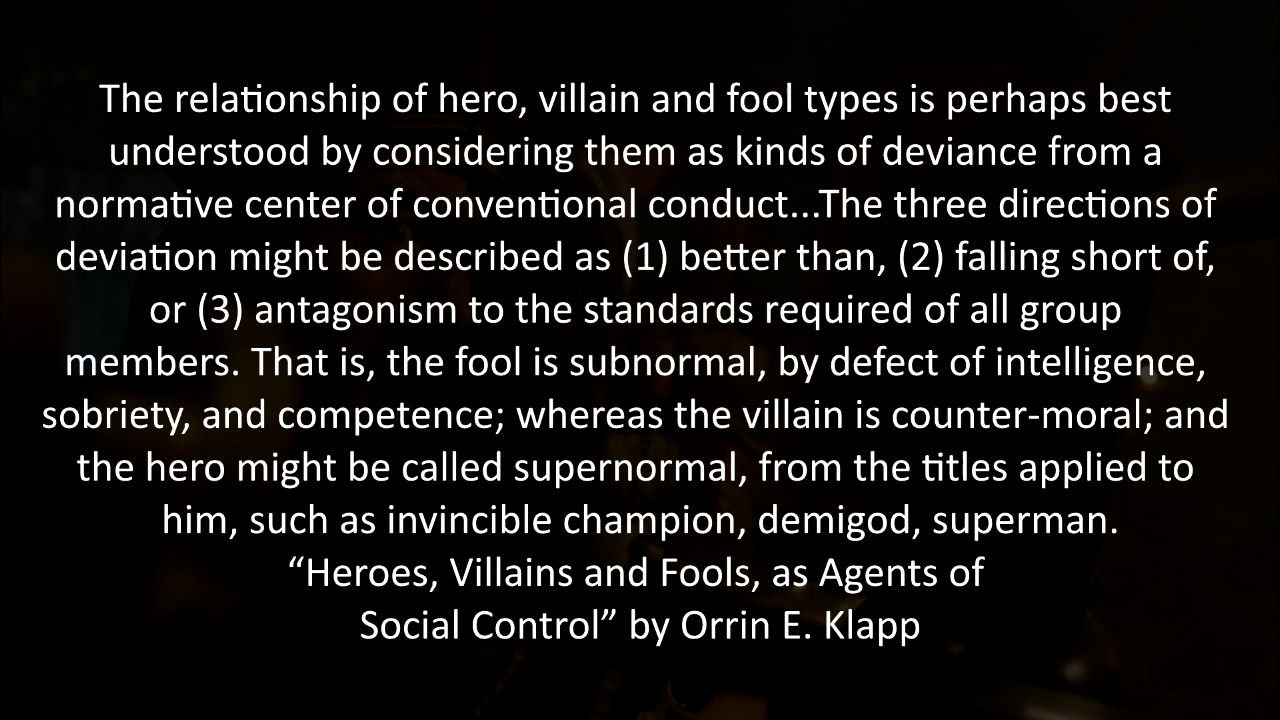 The relationship of hero, villain and fool types is perhaps best
understood by considering them as kinds of deviance from a
normative center of conventional conduct...The three directions of
deviation might be described as (1) better than, (2) falling short of,
or (3) antagonism to the standards required of all group
members. That is, the fool is subnormal, by defect of intelligence,
sobriety, and competence; whereas the villain is counter-moral; and
the hero might be called supernormal, from the titles applied to
him, such as invincible champion, demigod, superman.
“Heroes, Villains and Fools, as Agents of
Social Control” by Orrin E. Klapp